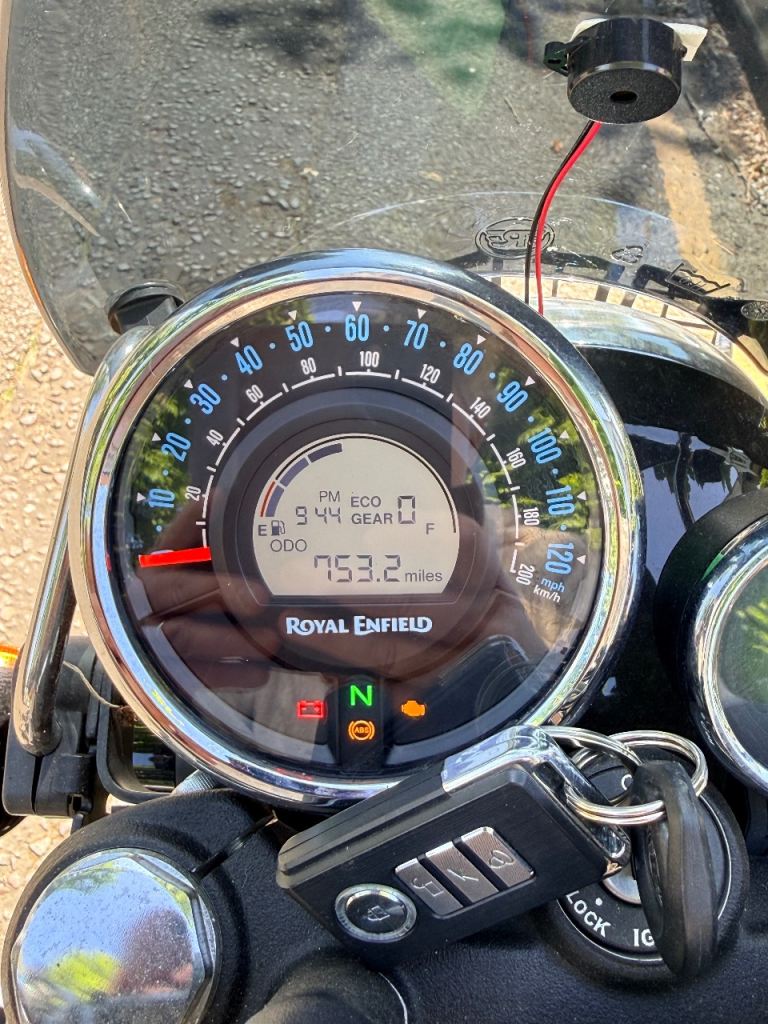 10
20
30
40
50
60
70
80
90
100
110
120
mph
20
40
60
80
100
120
140
160
180
200
km/h
PM ECO
9 44 GEAR 0
E F
ODO
753.2 miles
ROYAL ENFIELD
N
ABS
LOCK